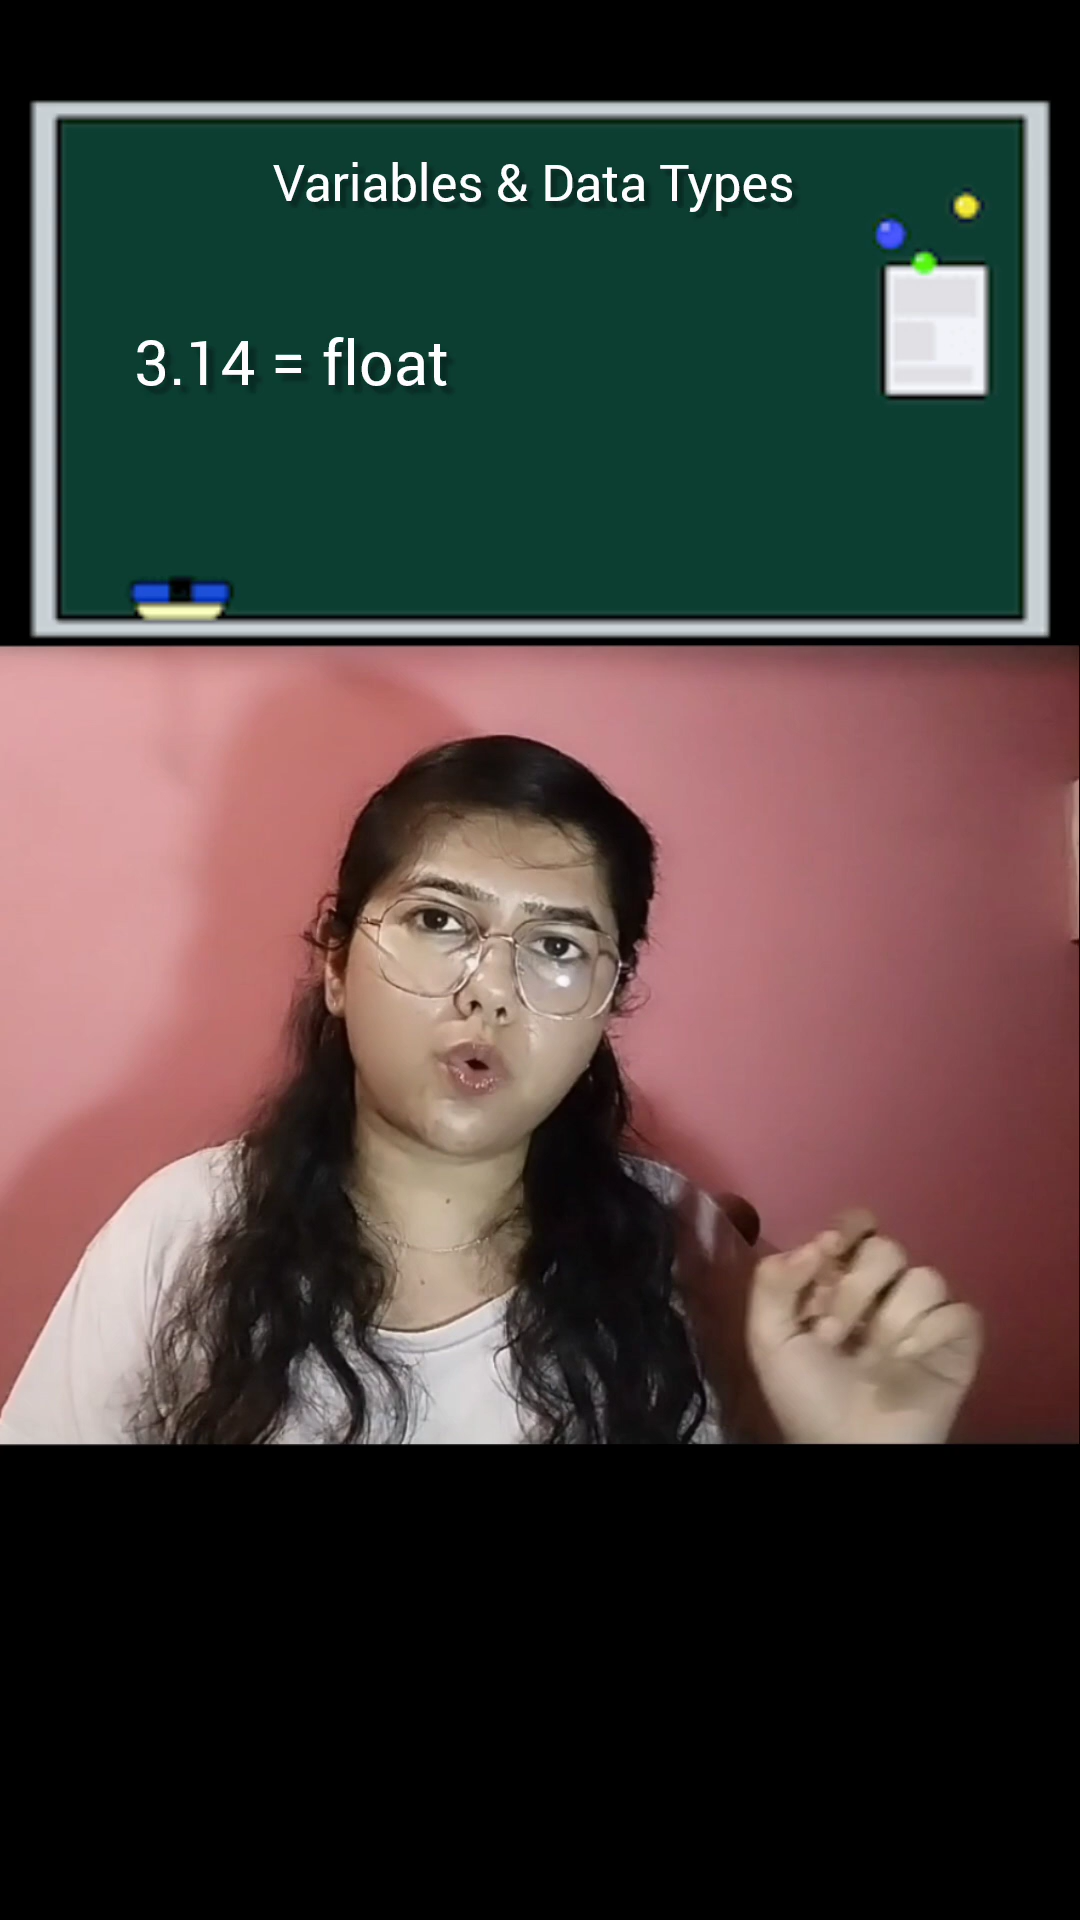 Variables & Data Types
3.14 = float